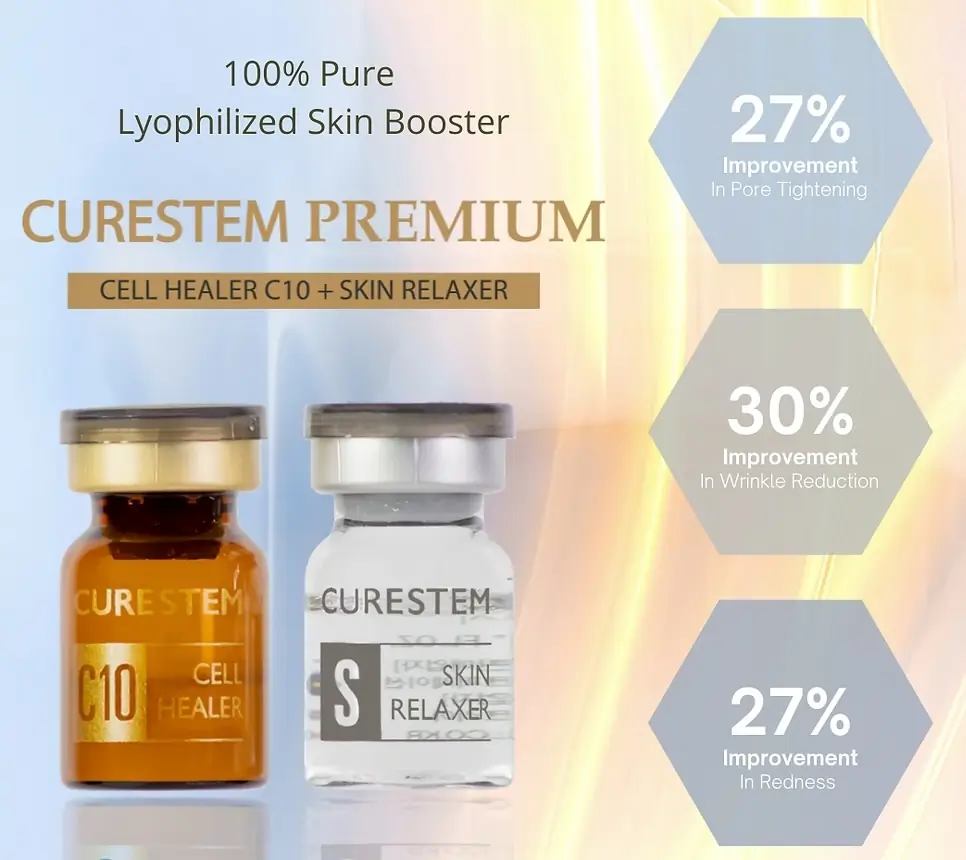 100% Pure
Lyophilized Skin Booster
CURESTEM PREMIUM
CELL HEALER C10 + SKIN RELAXER
CURESTEM
C10
CELL
HEALER
CURESTEM
S
SKIN
RELAXER
27%
Improvement
In Pore Tightening
30%
Improvement
In Wrinkle Reduction
27%
Improvement
In Redness